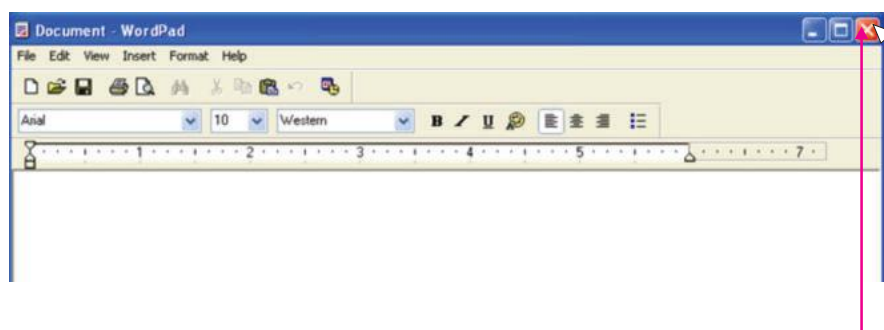 Document - WordPad
File Edit View Insert Format Help
Arial 10 Western B / U
1 2 3 4 5 7